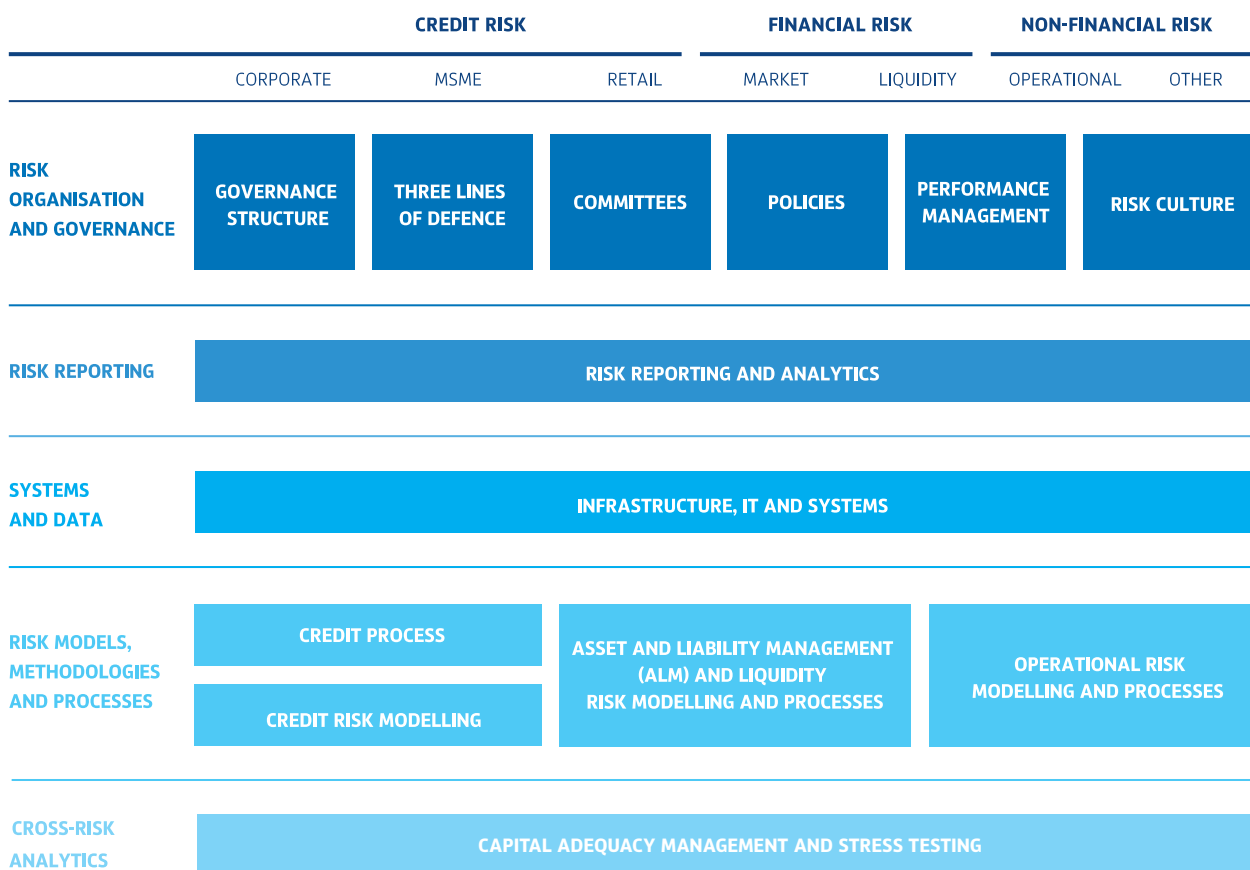 CREDIT RISK
FINANCIAL RISK
NON-FINANCIAL RISK
CORPORATE
MSME
RETAIL
MARKET
LIQUIDITY
OPERATIONAL
OTHER
RISK
ORGANISATION
AND GOVERNANCE
GOVERNANCE
STRUCTURE
THREE LINES
OF DEFENCE
COMMITTEES
POLICIES
PERFORMANCE
MANAGEMENT
RISK CULTURE
RISK REPORTING
RISK REPORTING AND ANALYTICS
SYSTEMS
AND DATA
INFRASTRUCTURE, IT AND SYSTEMS
RISK MODELS,
METHODOLOGIES
AND PROCESSES
CREDIT PROCESS
CREDIT RISK MODELLING
ASSET AND LIABILITY MANAGEMENT
(ALM) AND LIQUIDITY
RISK MODELLING AND PROCESSES
OPERATIONAL RISK
MODELLING AND PROCESSES
CROSS-RISK
ANALYTICS
CAPITAL ADEQUACY MANAGEMENT AND STRESS TESTING